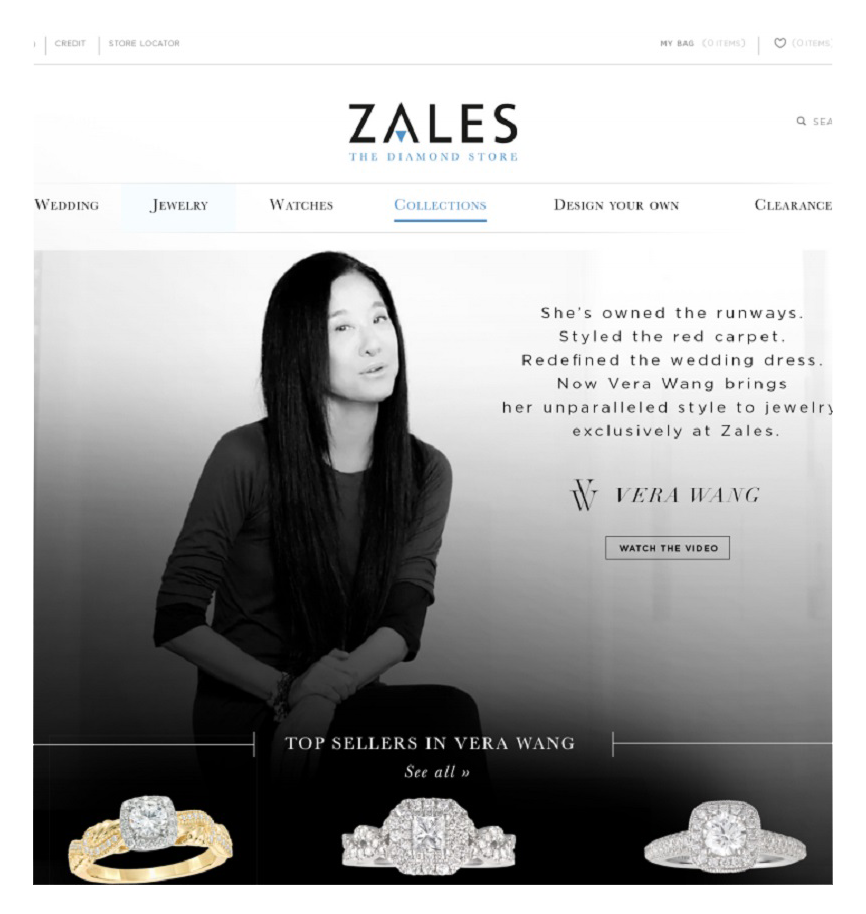 CREDIT
STORE LOCATOR
MY BAG (0 ITEMS)
(0 ITEMS)
ZALES
THE DIAMOND STORE
SEA
WEDDING
JEWELRY
WATCHES
COLLECTIONS
DESIGN YOUR OWN
CLEARANCE
She's owned the runways.
Styled the red carpet.
Redefined the wedding dress.
Now Vera Wang brings
her unparalleled style to jewelry
exclusively at Zales.
VW VERA WANG
WATCH THE VIDEO
TOP SELLERS IN VERA WANG
See all »